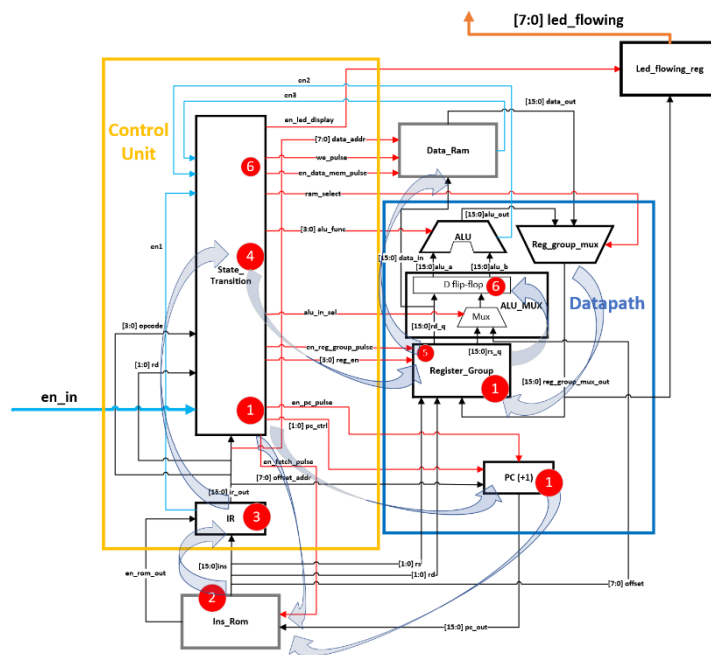 [7:0] led_flowing
Led_flowing_reg
en2
en3
Control
Unit
en_led_display
[15:0] data_out
[7:0] data_addr
we_pulse
en_data_mem_pulse
ram_select
Data_Ram
6
en1
[3:0] alu_func
[15:0]alu_out
ALU
Reg_group_mux
4
State_
Transition
[15:0] data_in
[15:0]alu_a
[15:0]alu_b
D flip-flop
6
ALU_MUX
Datapath
Mux
alu_in_sel
[3:0] opcode
[15:0]rd_q
[15:0]rs_q
en_reg_group_pulse
[3:0] reg_en
5
Register_Group
1
[1:0] rd
[15:0] reg_group_mux_out
en_in
1
en_pc_pulse
[1:0] pc_ctrl
en_fetch_pulse
[7:0] offset_addr
PC (+1)
1
[15:0] ir_out
IR
3
en_rom_out
[15:0]ins
[1:0] rs
[1:0] rd
[7:0] offset
2
Ins_Rom
[15:0] pc_out